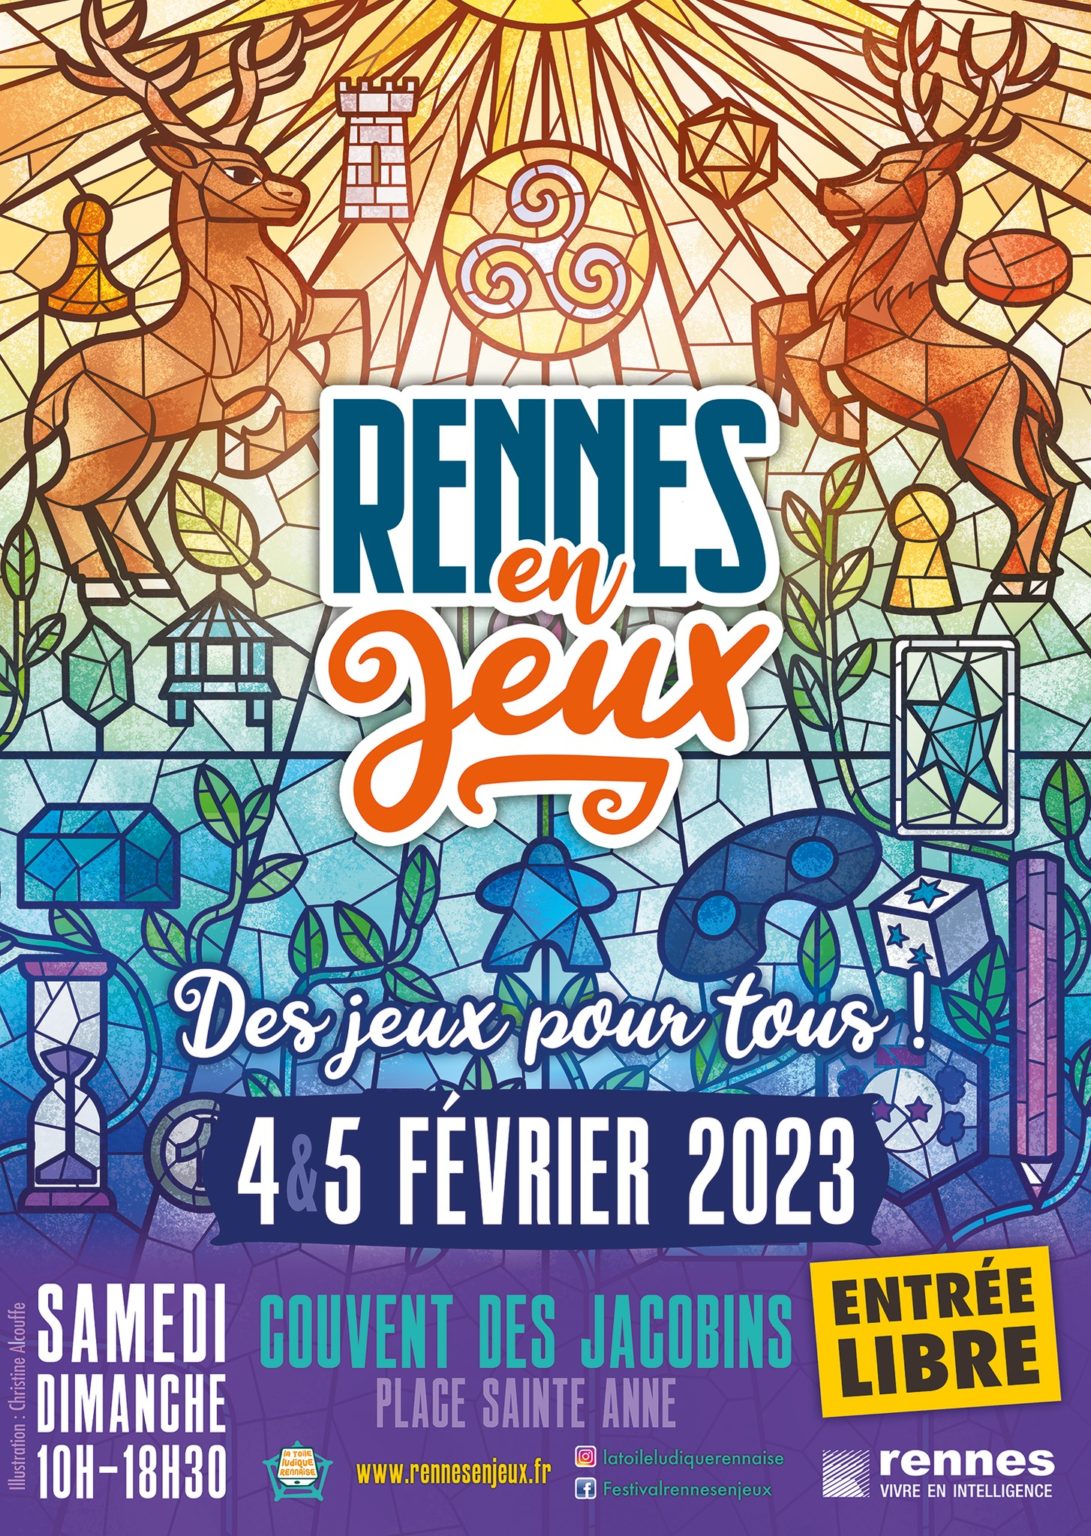 RENNES
en
Jeux
Des jeux pour tous !
4&5 FÉVRIER 2023
SAMEDI
DIMANCHE
10H-18H30
COUVENT DES JACOBINS
PLACE SAINTE ANNE
ENTRÉE
LIBRE
Illustration : Christine Alcouffe
la Toile
LUDIQUE
RENNAISE
www.rennesenjeux.fr
latoileludiquerennaise
Festivalrennesenjeux
rennes
VIVRE EN INTELLIGENCE